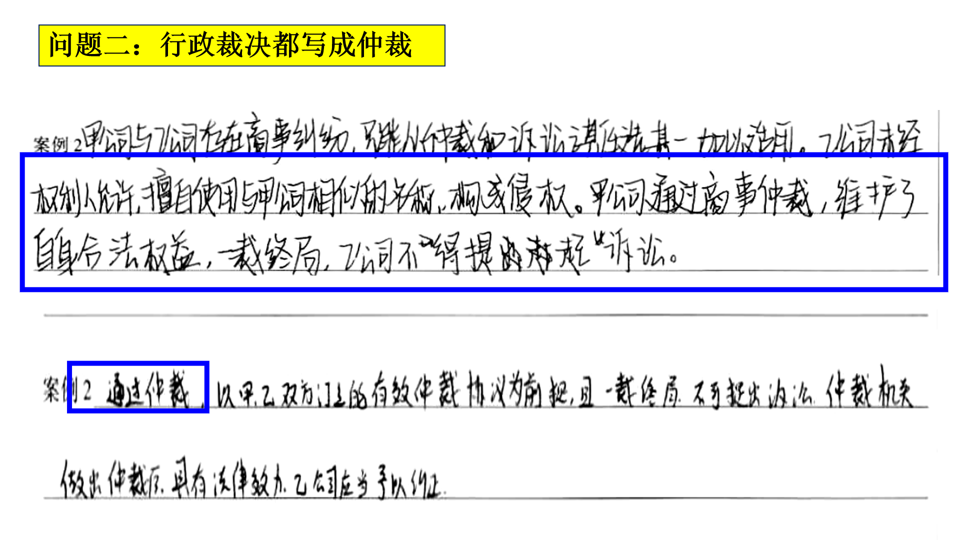 问题二：行政裁决都写成仲裁
案例2甲公司与乙公司存在商事纠纷，只能从仲裁和诉讼之其一加以适用。乙公司未经
权利人允许，擅自使用与甲公司相似的名称，构成侵权。甲公司通过商事仲裁，维护了
自身合法权益，一裁终局，乙公司不"得提起"诉讼。
案例2 通过仲裁，以甲乙双方订立的有效仲裁协议为前提，且一裁终局 不可提出诉讼 仲裁机关
做出仲裁后，具有法律效力 乙公司应当予以纠正.